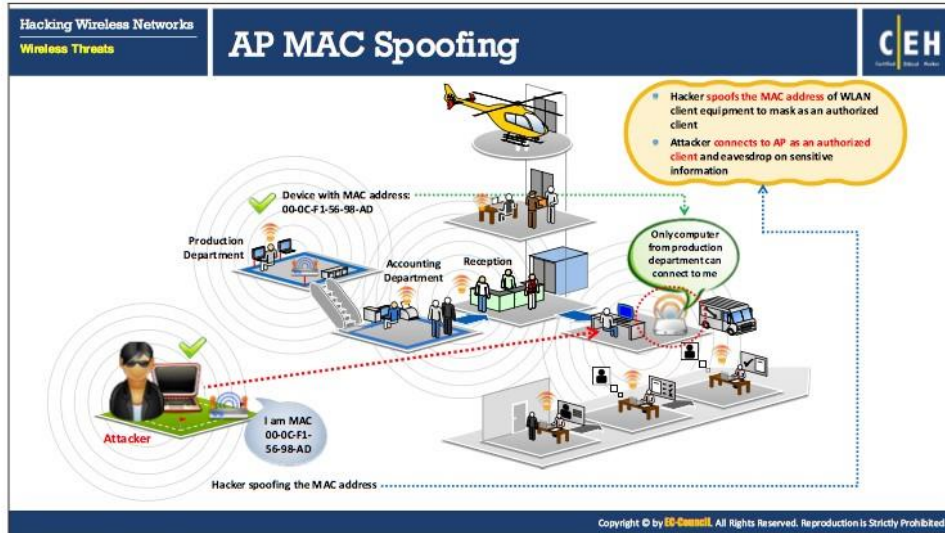 Hacking Wireless Networks
Wireless Threats
AP MAC Spoofing
C|EH
Certified Ethical Hacker
Hacker spoofs the MAC address of WLAN
client equipment to mask as an authorized
client
Attacker connects to AP as an authorized
client and eavesdrop on sensitive
information
Device with MAC address:
00-0C-F1-56-98-AD
Production
Department
Accounting
Department
Reception
Only computer
from production
department can
connect to me
Attacker
I am MAC
00-0C-F1-
56-98-AD
Hacker spoofing the MAC address
Copyright © by EC-Council. All Rights Reserved. Reproduction is Strictly Prohibited.